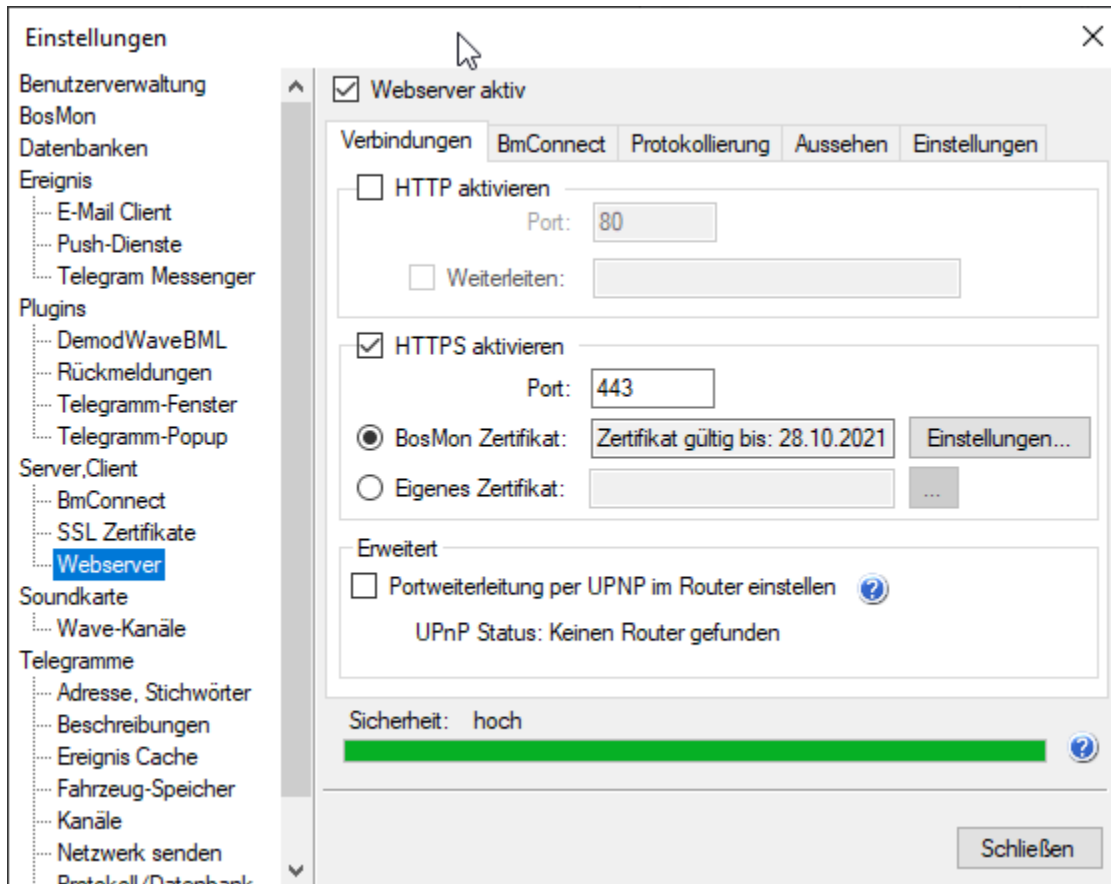 Einstellungen
Benutzerverwaltung
BosMon
Datenbanken
Ereignis
E-Mail Client
Push-Dienste
Telegram Messenger
Plugins
DemodWaveBML
Rückmeldungen
Telegramm-Fenster
Telegramm-Popup
Server,Client
BmConnect
SSL Zertifikate
Webserver
Soundkarte
Wave-Kanäle
Telegramme
Adresse, Stichwörter
Beschreibungen
Ereignis Cache
Fahrzeug-Speicher
Kanäle
Netzwerk senden
Protokoll/Datenbank
Webserver aktiv
Verbindungen BmConnect Protokollierung Aussehen Einstellungen
HTTP aktivieren
Port: 80
Weiterleiten:
HTTPS aktivieren
Port: 443
BosMon Zertifikat: Zertifikat gültig bis: 28.10.2021 Einstellungen...
Eigenes Zertifikat: ...
Erweitert
Portweiterleitung per UPNP im Router einstellen ?
UPnP Status: Keinen Router gefunden
Sicherheit: hoch
?
Schließen